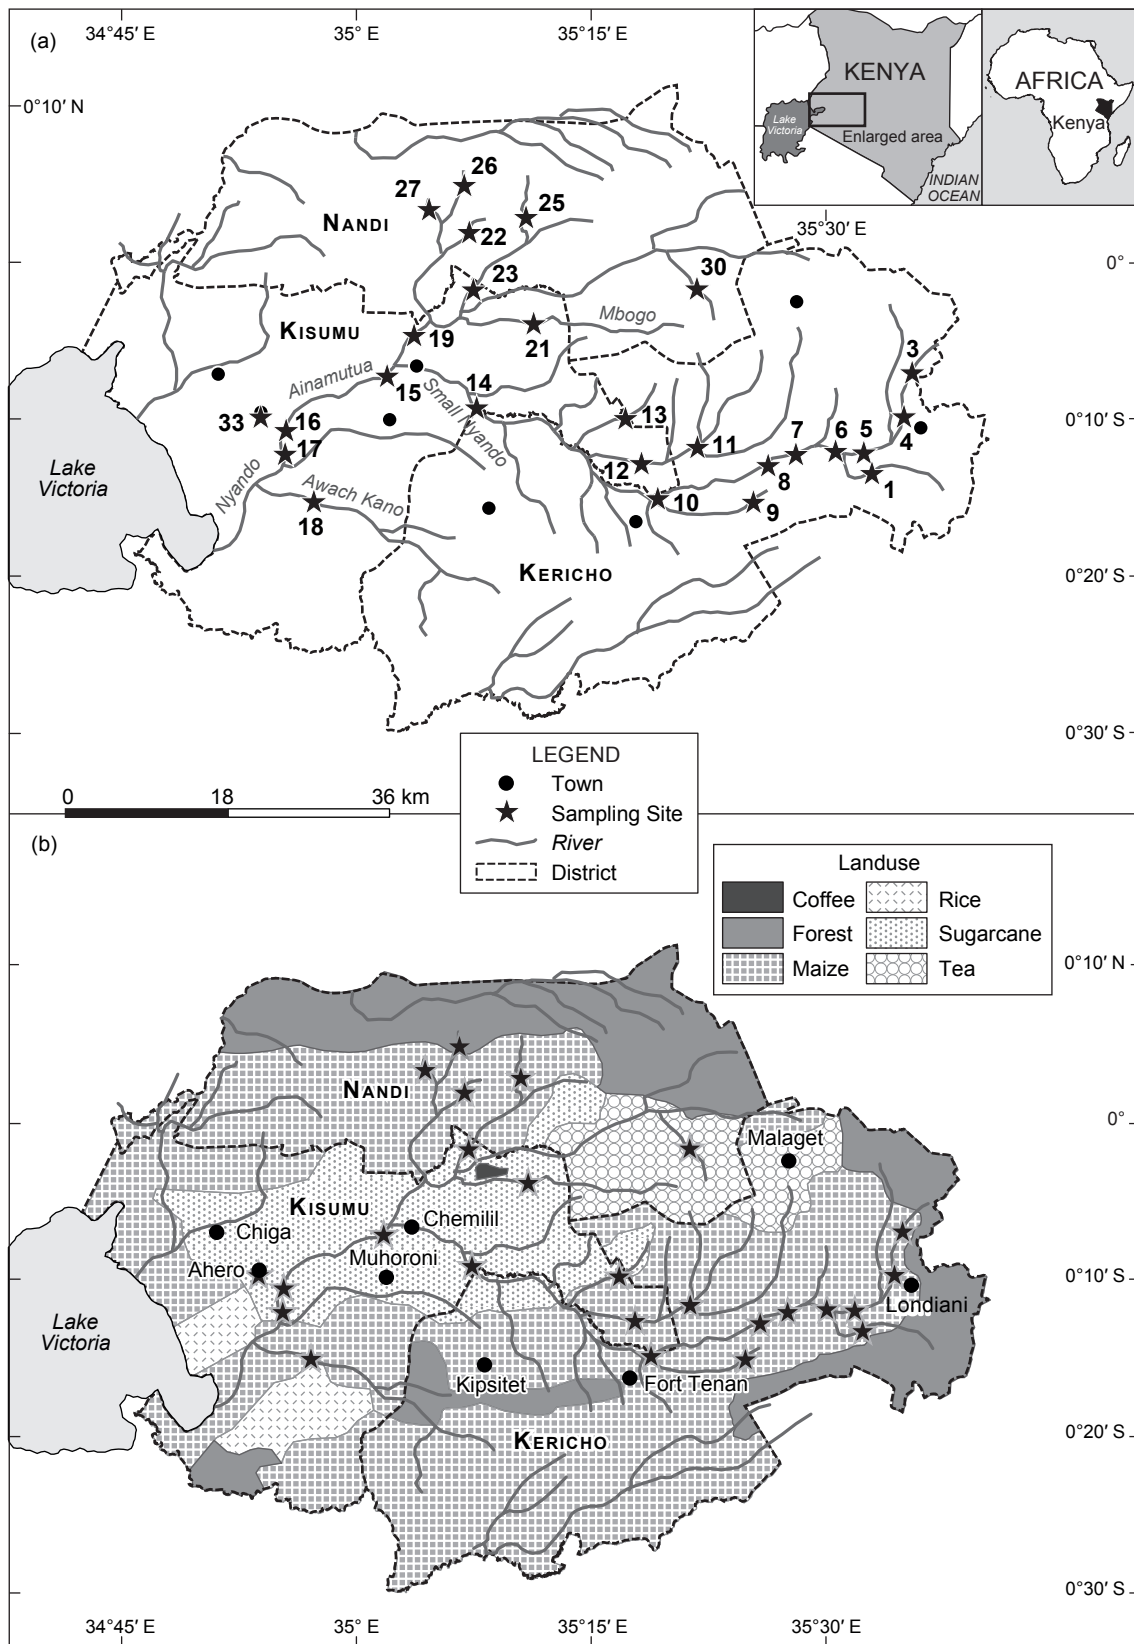 34°45′ E
35° E
35°15′ E
(a)
KENYA
Lake
Victoria
Enlarged area
INDIAN
OCEAN
AFRICA
Kenya
0°10′ N
26
27
25
NANDI
22
35°30′ E
23
30
0°
Mbogo
KISUMU
19
21
3
Ainamutua
15
14
Small Nyando
13
0°10′ S
33
16
11
7
6
5
4
17
12
8
1
Lake
Victoria
Nyando
Awach Kano
10
9
18
KERICHO
0°20′ S
0°30′ S
LEGEND
Town
Sampling Site
River
District
0
18
36 km
(b)
Landuse
Coffee
Rice
Forest
Sugarcane
Maize
Tea
0°10′ N
NANDI
0°
Malaget
KISUMU
Chemilil
Chiga
Muhoroni
Ahero
0°10′ S
Londiani
Lake
Victoria
Kipsitet
Fort Tenan
KERICHO
0°20′ S
0°30′ S
34°45′ E
35° E
35°15′ E
35°30′ E